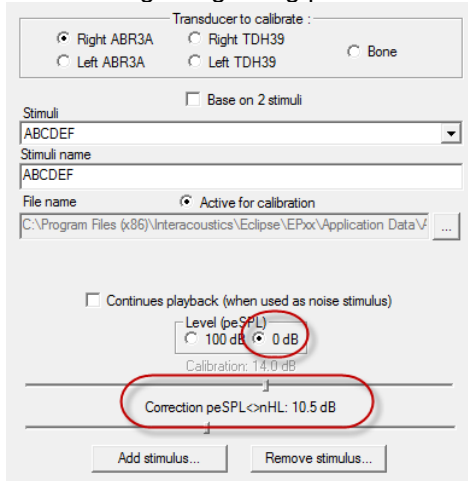 Transducer to calibrate :
Right ABR3A Right TDH39 Bone
Left ABR3A Left TDH39
Base on 2 stimuli
Stimuli
ABCDEF
Stimuli name
ABCDEF
File name Active for calibration
C:\Program Files (x86)\Interacoustics\Eclipse\EPxx\Application Data\A ...
Continues playback (when used as noise stimulus)
Level (peSPL)
100 dB 0 dB
Calibration: 14.0 dB
Correction peSPL<>nHL: 10.5 dB
Add stimulus... Remove stimulus...